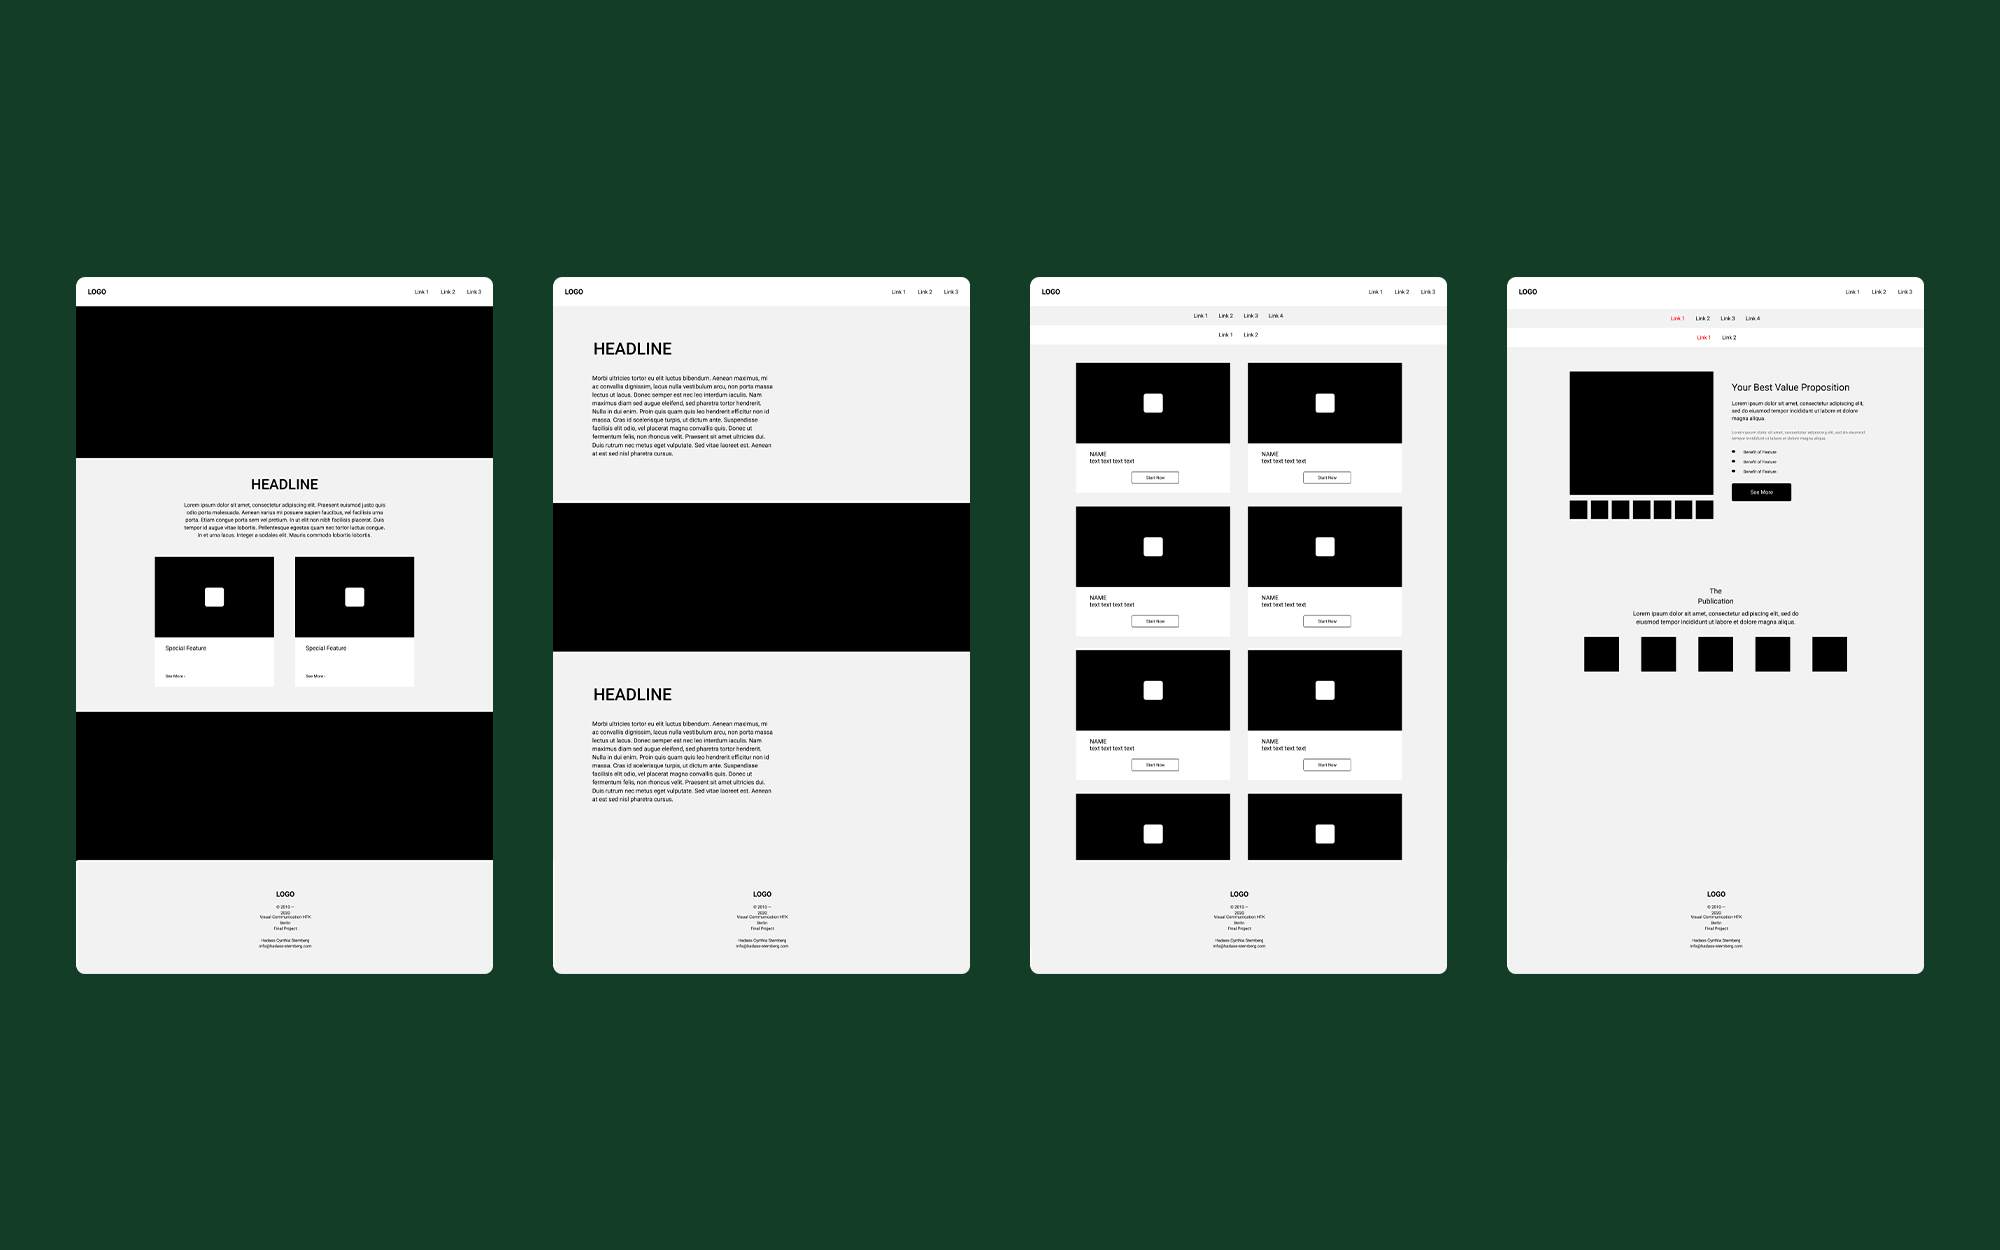 LOGO
Link 1 Link 2 Link 3
HEADLINE
Lorem ipsum dolor sit amet, consectetur adipiscing elit. Praesent euismod justo quis
odio porta malesuada. Aenean varius mi posuere sapien faucibus, vel facilisis urna
porta. Etiam congue porta sem vel pretium. In ut elit non nibh facilisis placerat. Duis
tempor id augue vitae lobortis. Pellentesque egestas quam nec tortor luctus congue.
In et urna lacus. Integer a sodales elit. Mauris commodo lobortis lobortis.
Special Feature
See More ›
Special Feature
See More ›
LOGO
© 2010 —
2020
Visual Communication HTK
Berlin
Final Project
Hadass Cynthia Sternberg
info@hadass-sternberg.com
LOGO
Link 1 Link 2 Link 3
HEADLINE
Morbi ultricies tortor eu elit luctus bibendum. Aenean maximus, mi
ac convallis dignissim, lacus nulla vestibulum arcu, non porta massa
lectus ut lacus. Donec semper est nec leo interdum iaculis. Nam
maximus diam sed augue eleifend, sed pharetra tortor hendrerit.
Nulla in dui enim. Proin quis quam quis leo hendrerit efficitur non id
massa. Cras id scelerisque turpis, ut dictum ante. Suspendisse
facilisis elit odio, vel placerat magna convallis quis. Donec ut
fermentum felis, non rhoncus velit. Praesent sit amet ultricies dui.
Duis rutrum nec metus eget vulputate. Sed vitae laoreet est. Aenean
at est sed nisl pharetra cursus.
HEADLINE
Morbi ultricies tortor eu elit luctus bibendum. Aenean maximus, mi
ac convallis dignissim, lacus nulla vestibulum arcu, non porta massa
lectus ut lacus. Donec semper est nec leo interdum iaculis. Nam
maximus diam sed augue eleifend, sed pharetra tortor hendrerit.
Nulla in dui enim. Proin quis quam quis leo hendrerit efficitur non id
massa. Cras id scelerisque turpis, ut dictum ante. Suspendisse
facilisis elit odio, vel placerat magna convallis quis. Donec ut
fermentum felis, non rhoncus velit. Praesent sit amet ultricies dui.
Duis rutrum nec metus eget vulputate. Sed vitae laoreet est. Aenean
at est sed nisl pharetra cursus.
LOGO
© 2010 —
2020
Visual Communication HTK
Berlin
Final Project
Hadass Cynthia Sternberg
info@hadass-sternberg.com
LOGO
Link 1 Link 2 Link 3
Link 1 Link 2 Link 3 Link 4
Link 1 Link 2
NAME
text text text text
Start Now
NAME
text text text text
Start Now
NAME
text text text text
Start Now
NAME
text text text text
Start Now
NAME
text text text text
Start Now
NAME
text text text text
Start Now
LOGO
© 2010 —
2020
Visual Communication HTK
Berlin
Final Project
Hadass Cynthia Sternberg
info@hadass-sternberg.com
LOGO
Link 1 Link 2 Link 3
Link 1 Link 2 Link 3 Link 4
Link 1 Link 2
Your Best Value Proposition
Lorem ipsum dolor sit amet, consectetur adipiscing elit,
sed do eiusmod tempor incididunt ut labore et dolore
magna aliqua.
Lorem ipsum dolor sit amet, consectetur adipiscing elit, sed do eiusmod
tempor incididunt ut labore et dolore magna aliqua.
Benefit of Feature
Benefit of Feature
Benefit of Feature
See More
The
Publication
Lorem ipsum dolor sit amet, consectetur adipiscing elit, sed do
eiusmod tempor incididunt ut labore et dolore magna aliqua.
LOGO
© 2010 —
2020
Visual Communication HTK
Berlin
Final Project
Hadass Cynthia Sternberg
info@hadass-sternberg.com